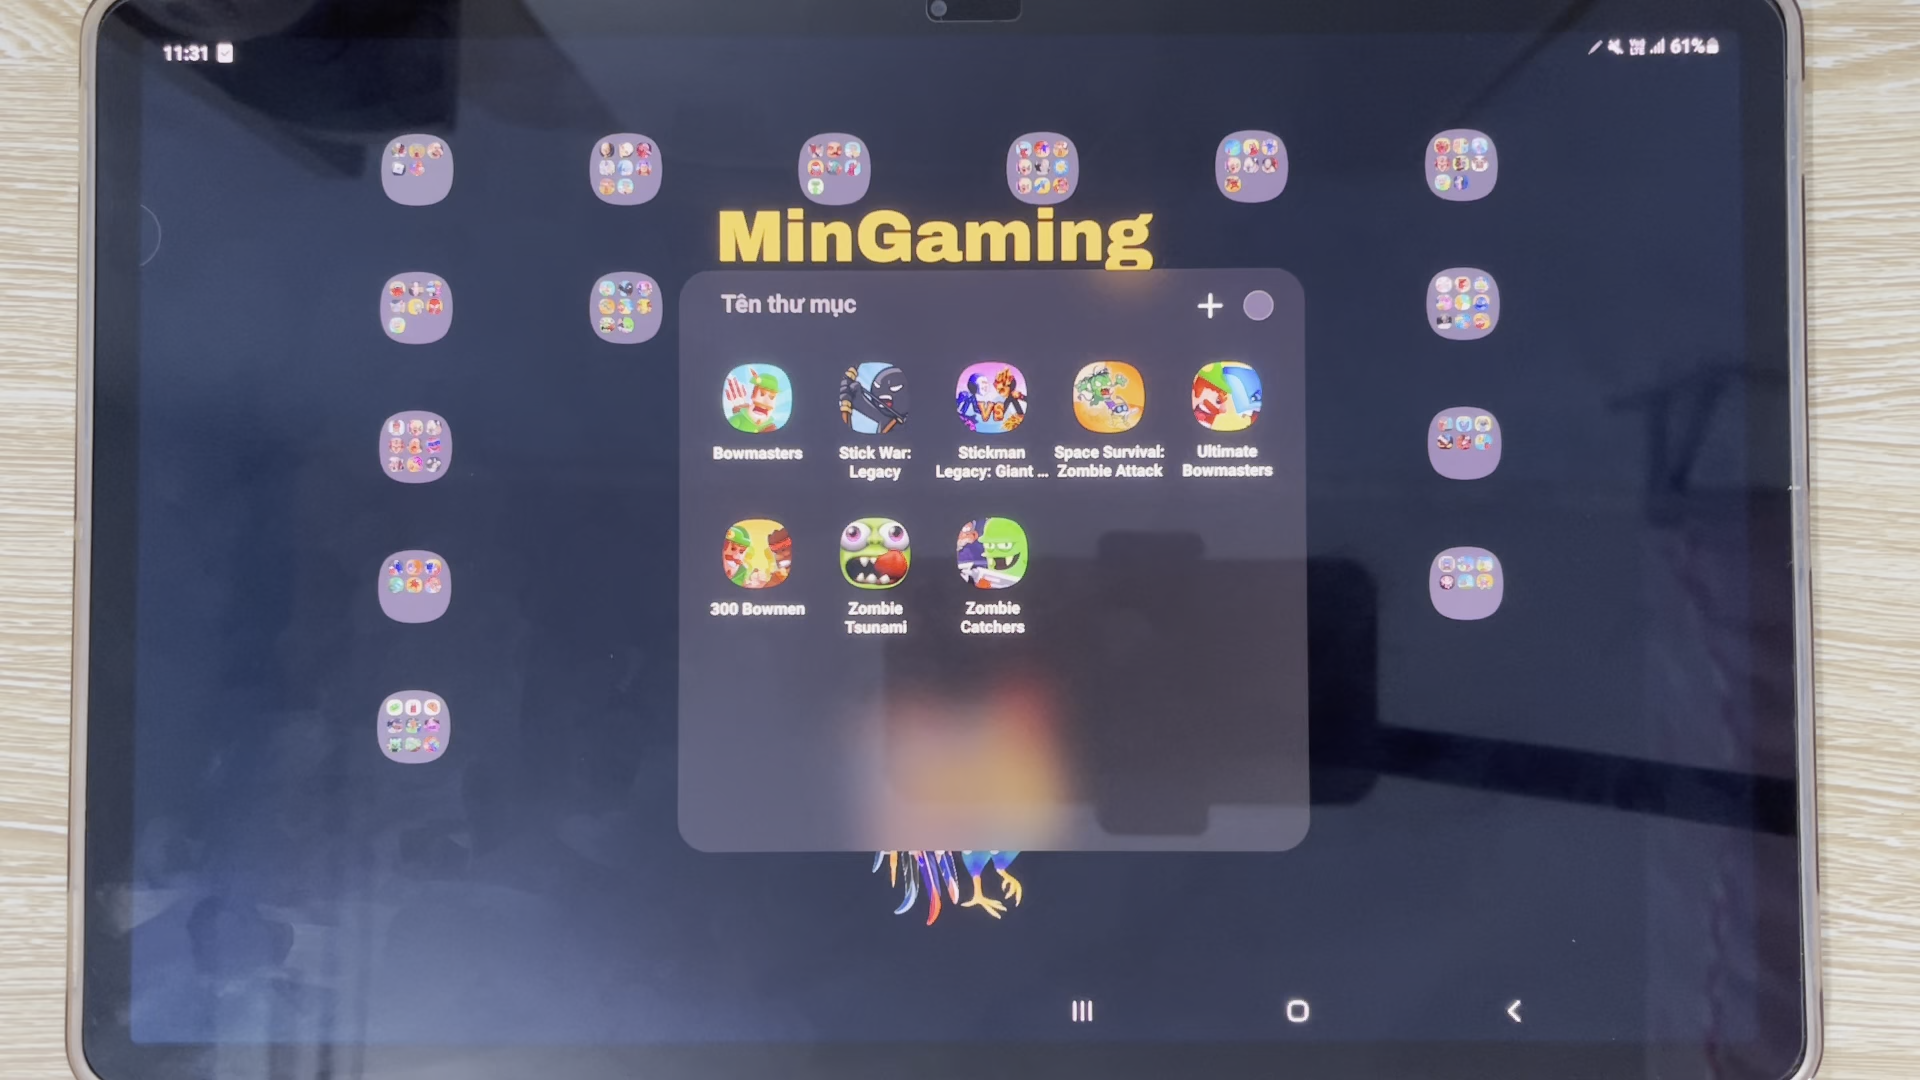 11:31
61%
MinGaming
Tên thư mục
Bowmasters
Stick War:
Legacy
Stickman
Legacy: Giant ...
Space Survival:
Zombie Attack
Ultimate
Bowmasters
VS
300 Bowmen
Zombie
Tsunami
Zombie
Catchers